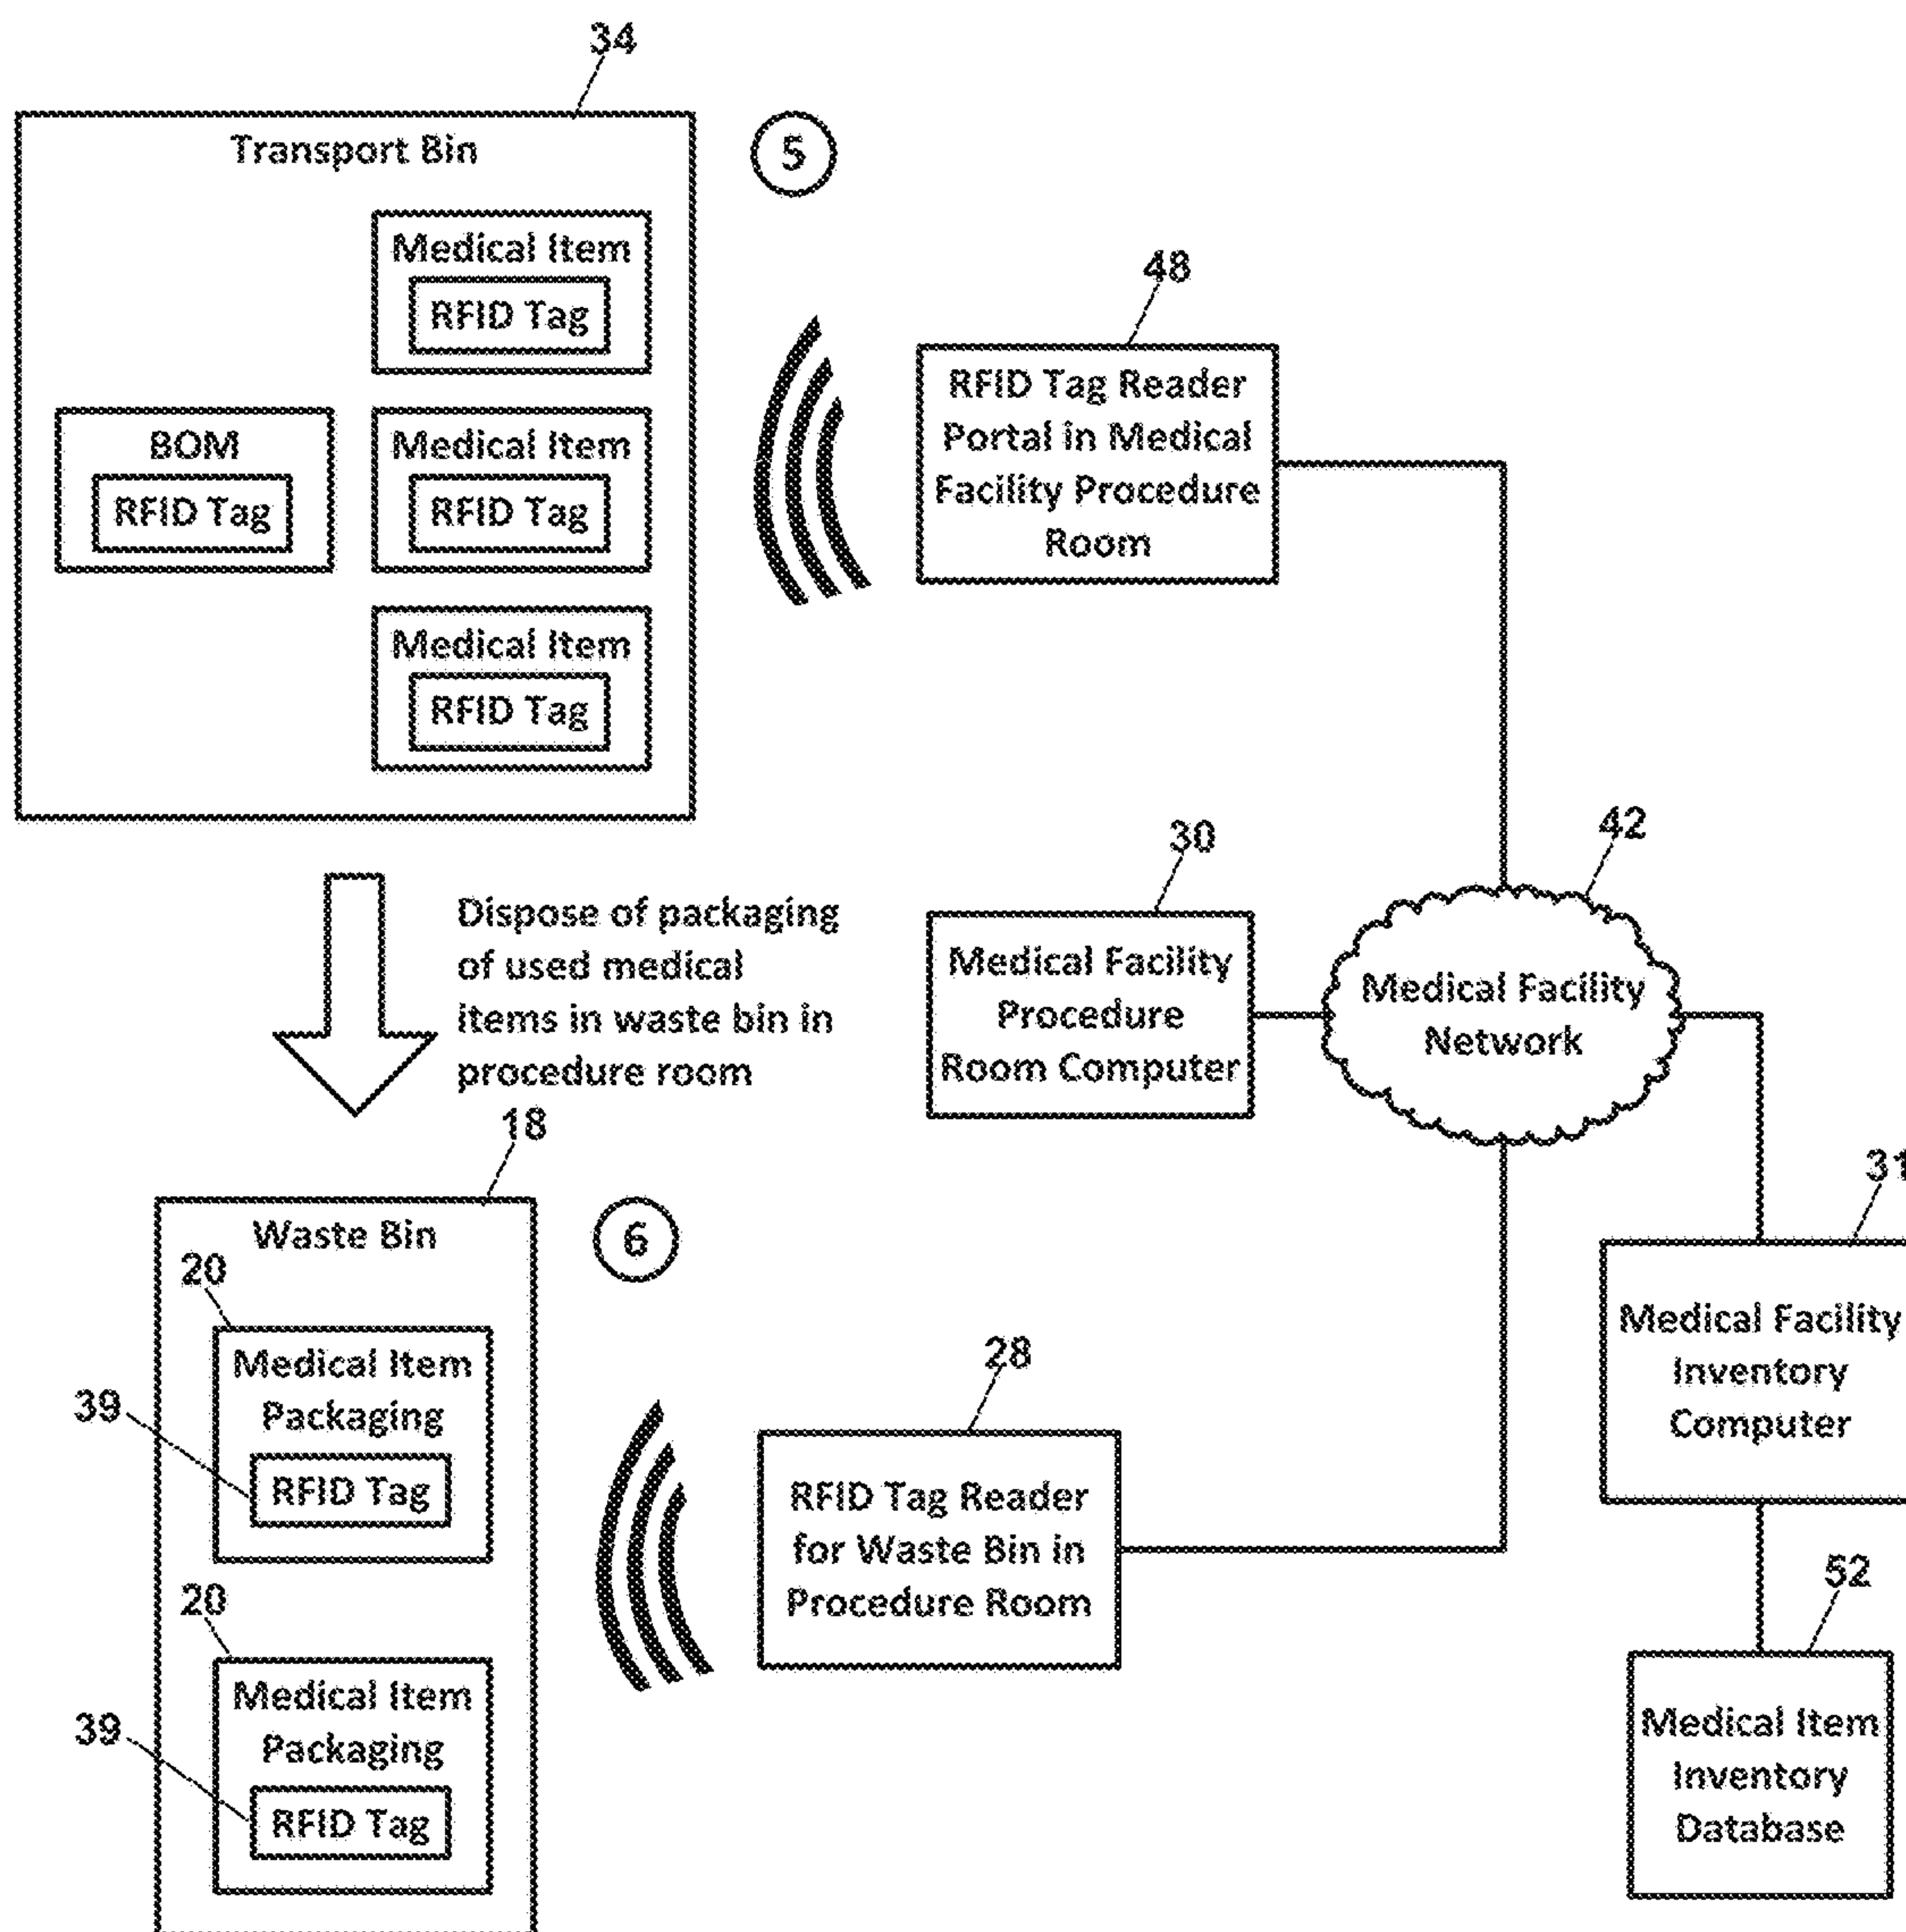 34
Transport Bin
5
Medical Item
RFID Tag
48
RFID Tag Reader
Portal in Medical
Facility Procedure
Room
BOM
RFID Tag
Medical Item
RFID Tag
Medical Item
RFID Tag
42
30
Medical Facility
Procedure
Room Computer
Medical Facility
Network
Dispose of packaging
of used medical
items in waste bin in
procedure room
18
31
Waste Bin
6
20
Medical Item
Packaging
39
RFID Tag
28
RFID Tag Reader
for Waste Bin in
Procedure Room
Medical Facility
Inventory
Computer
20
Medical Item
Packaging
39
RFID Tag
52
Medical Item
Inventory
Database